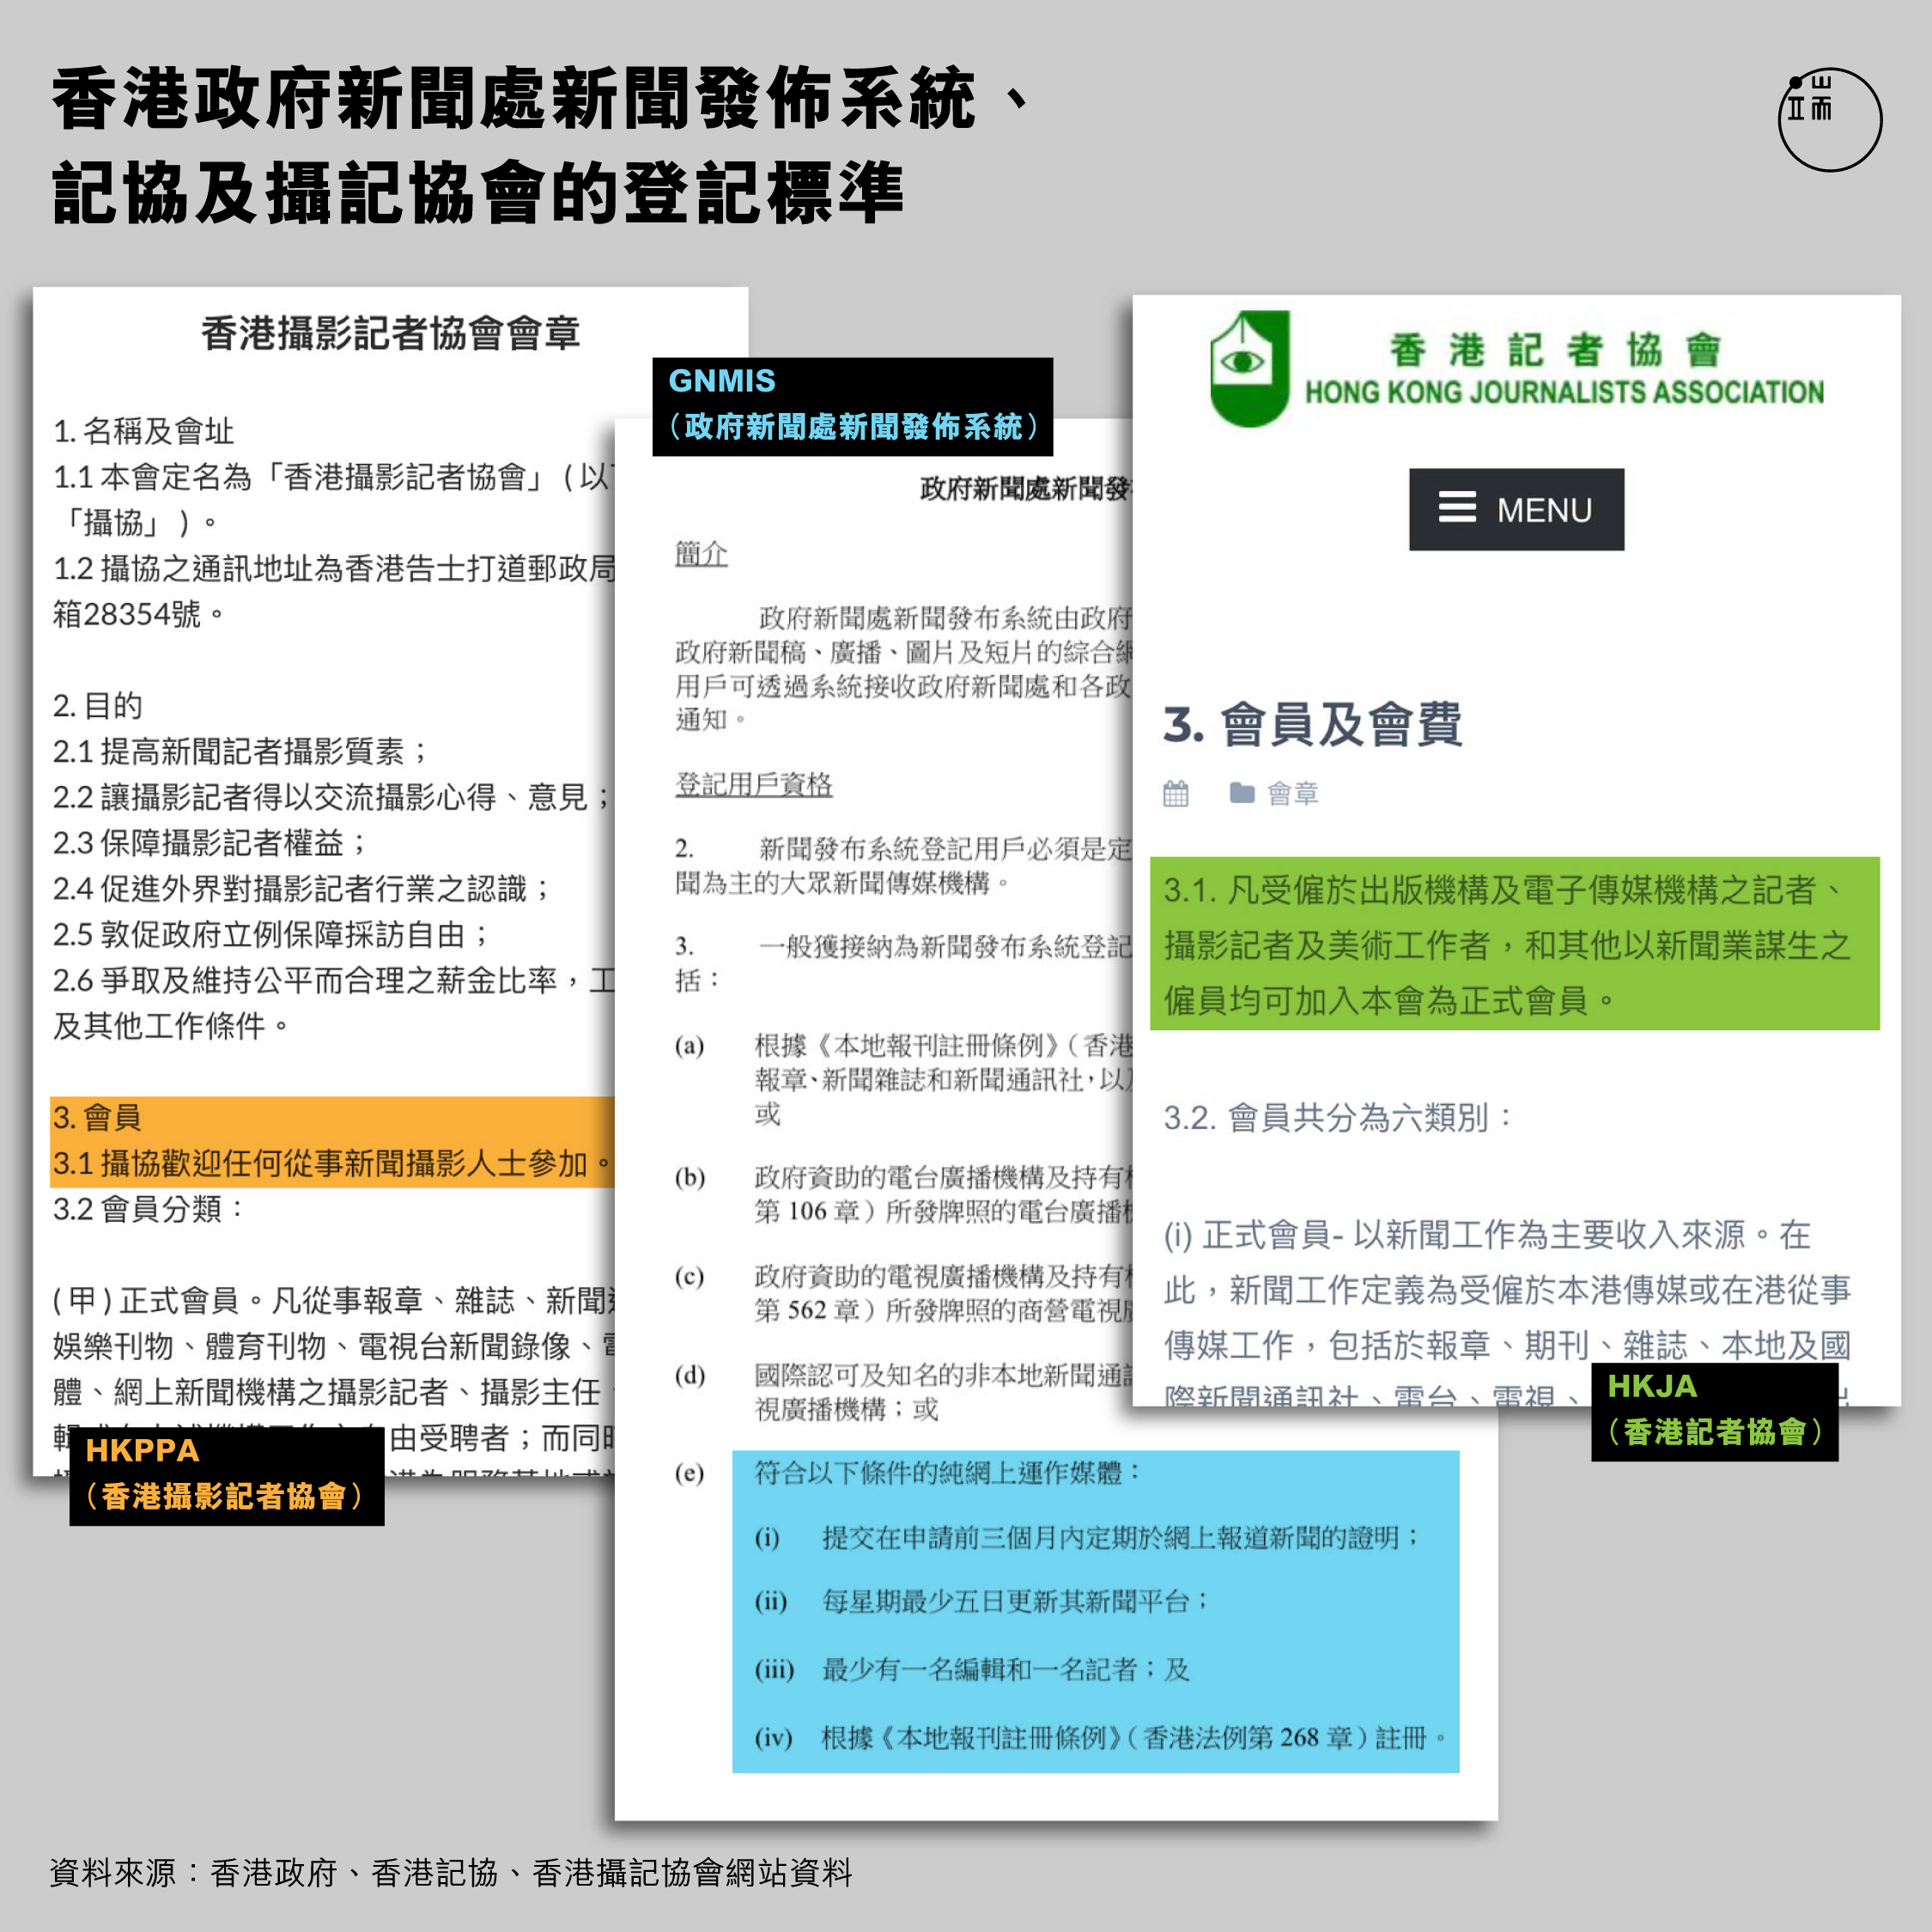 香港政府新聞處新聞發佈系統、
記協及攝記協會的登記標準
端
香港攝影記者協會會章
1. 名稱及會址
1.1 本會定名為「香港攝影記者協會」( 以
「攝協」) 。
1.2 攝協之通訊地址為香港告士打道郵政局
箱28354號。
2. 目的
2.1 提高新聞記者攝影質素；
2.2 讓攝影記者得以交流攝影心得、意見；
2.3 保障攝影記者權益；
2.4 促進外界對攝影記者行業之認識；
2.5 敦促政府立例保障採訪自由；
2.6 爭取及維持公平而合理之薪金比率，工
及其他工作條件。
3. 會員
3.1 攝協歡迎任何從事新聞攝影人士參加。
3.2 會員分類：
( 甲 ) 正式會員。凡從事報章、雜誌、新聞
娛樂刊物、體育刊物、電視台新聞錄像、
體、網上新聞機構之攝影記者、攝影主任
由受聘者；而同
HKPPA
（香港攝影記者協會）
GNMIS
（政府新聞處新聞發佈系統）
政府新聞處新聞發
簡介
政府新聞處新聞發布系統由政府
政府新聞稿、廣播、圖片及短片的綜合
用戶可透過系統接收政府新聞處和各政
通知。
登記用戶資格
2. 新聞發布系統登記用戶必須是定
聞為主的大眾新聞傳媒機構。
3. 一般獲接納為新聞發布系統登記
括：
(a) 根據《本地報刊註冊條例》（香港
報章、新聞雜誌和新聞通訊社，以
或
(b) 政府資助的電台廣播機構及持有
第 106 章）所發牌照的電台廣播
(c) 政府資助的電視廣播機構及持有
第 562 章）所發牌照的商營電視
(d) 國際認可及知名的非本地新聞通
視廣播機構；或
(e) 符合以下條件的純網上運作媒體：
(i) 提交在申請前三個月內定期於網上報道新聞的證明；
(ii) 每星期最少五日更新其新聞平台；
(iii) 最少有一名編輯和一名記者；及
(iv) 根據《本地報刊註冊條例》（香港法例第 268 章）註冊。
香港記者協會
HONG KONG JOURNALISTS ASSOCIATION
MENU
3. 會員及會費
會章
3.1. 凡受僱於出版機構及電子傳媒機構之記者、
攝影記者及美術工作者，和其他以新聞業謀生之
僱員均可加入本會為正式會員。
3.2. 會員共分為六類別：
(i) 正式會員- 以新聞工作為主要收入來源。在
此，新聞工作定義為受僱於本港傳媒或在港從事
傳媒工作，包括於報章、期刊、雜誌、本地及國
際新聞通訊社、電台、電視、
HKJA
（香港記者協會）
資料來源：香港政府、香港記協、香港攝記協會網站資料